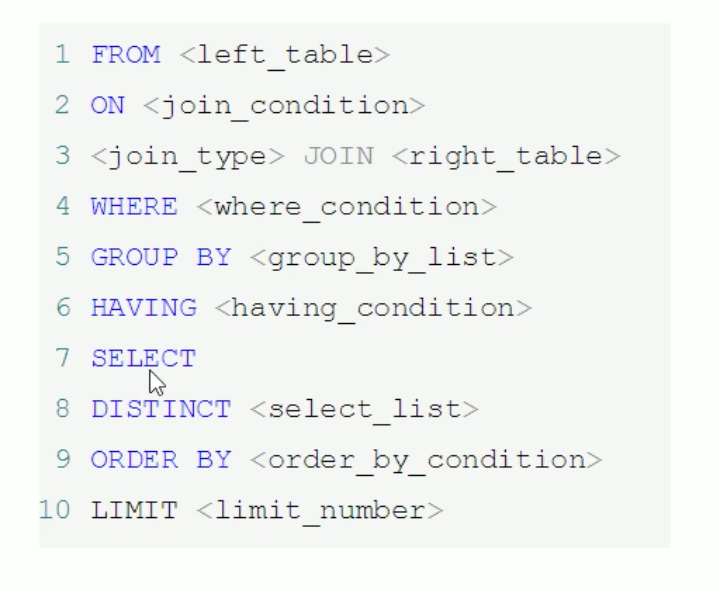 1 FROM <left_table>
2 ON <join_condition>
3 <join_type> JOIN <right_table>
4 WHERE <where_condition>
5 GROUP BY <group_by_list>
6 HAVING <having_condition>
7 SELECT
8 DISTINCT <select_list>
9 ORDER BY <order_by_condition>
10 LIMIT <limit_number>